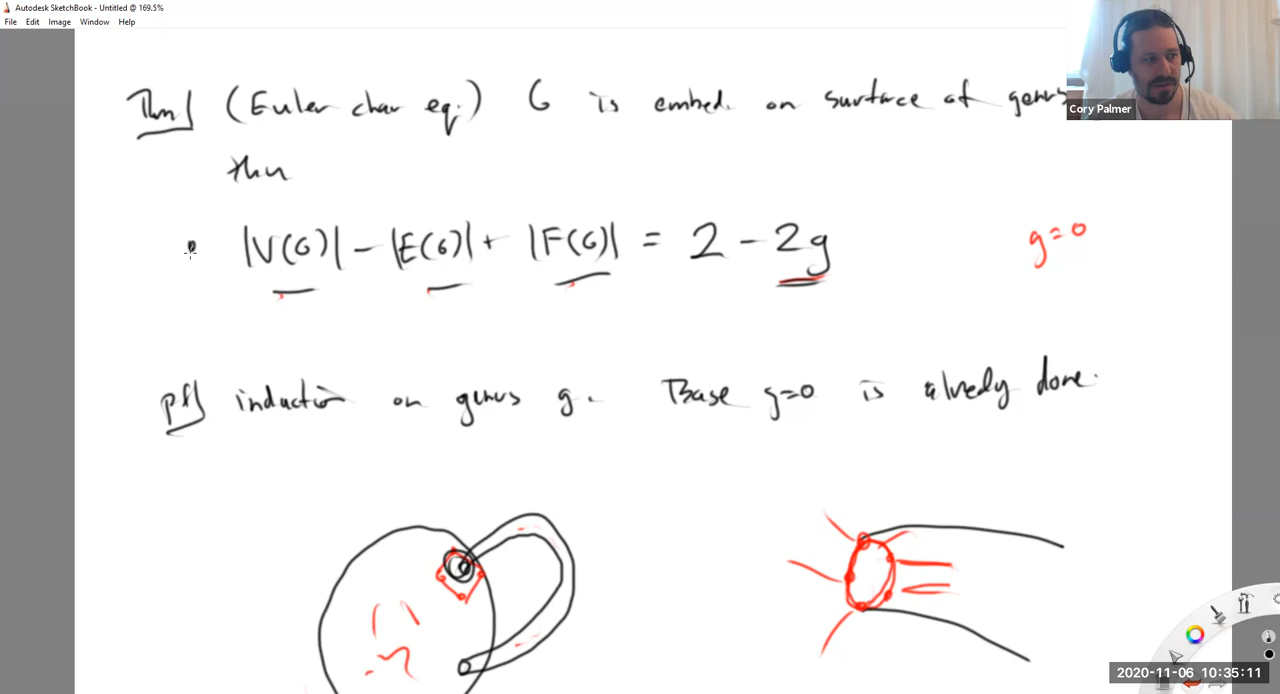 Autodesk SketchBook - Untitled @ 169.5%
File Edit Image Window Help
Cory Palmer
Thm (Euler char eq.) G is embed. on surface of genus
then
|V(G)| - |E(G)| + |F(G)| = 2 - 2g
g=0
pf induction on genus g. Base g=0 is already done.
2020-11-06 10:35:11